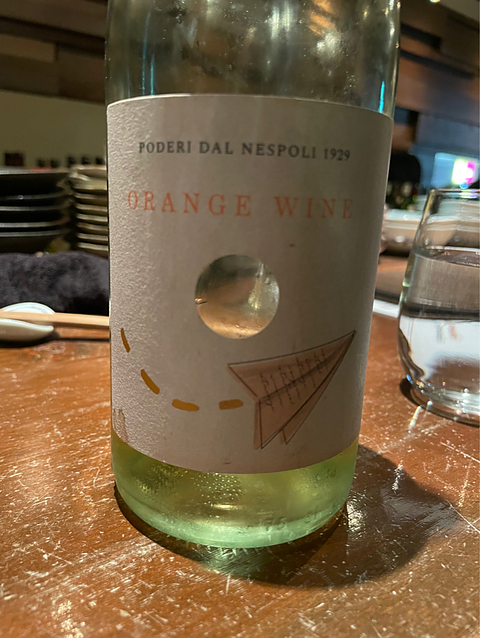 PODERI DAL NESPOLI 1929
ORANGE WINE